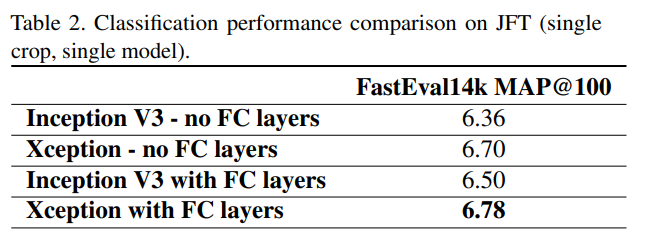 Table 2. Classification performance comparison on JFT (single
crop, single model).
FastEval14k MAP@100
Inception V3 - no FC layers 6.36
Xception - no FC layers 6.70
Inception V3 with FC layers 6.50
Xception with FC layers 6.78